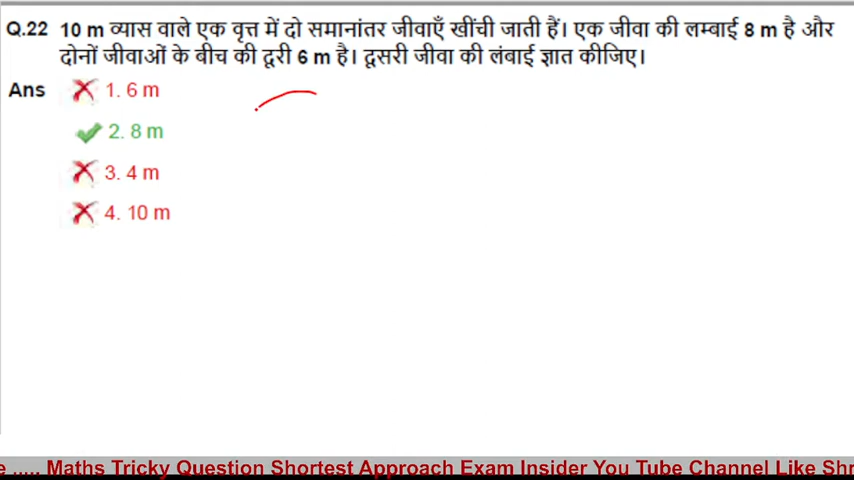 Q.22 10 m व्यास वाले एक वृत्त में दो समानांतर जीवाएँ खींची जाती हैं। एक जीवा की लम्बाई 8 m है और
दोनों जीवाओं के बीच की दूरी 6 m है। दूसरी जीवा की लंबाई ज्ञात कीजिए।
Ans 1. 6 m
2. 8 m
3. 4 m
4. 10 m
e ..... Maths Tricky Question Shortest Approach Exam Insider You Tube Channel Like Shr